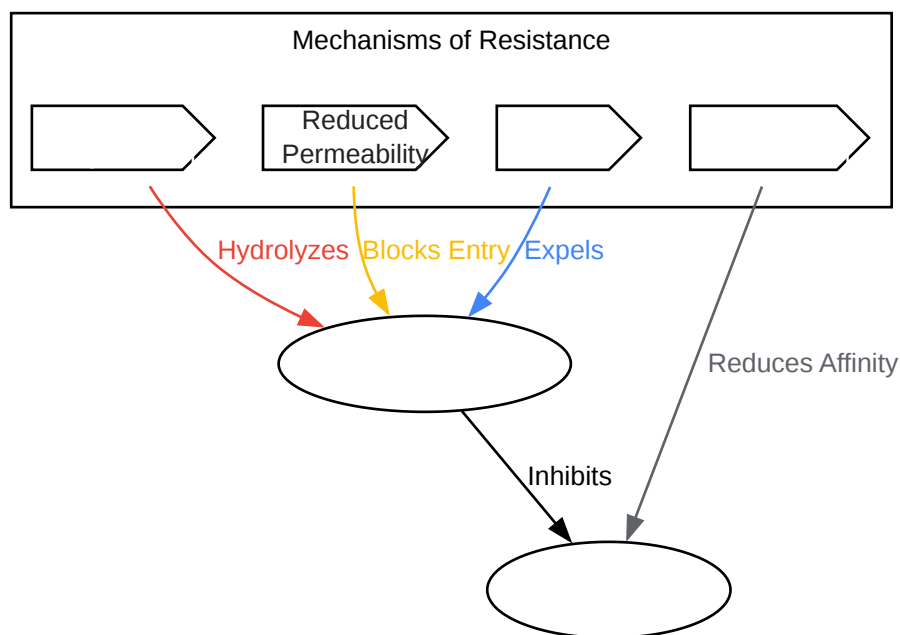 Mechanisms of Resistance
Reduced
Permeability
Hydrolyzes
Blocks Entry
Expels
Reduces Affinity
Inhibits